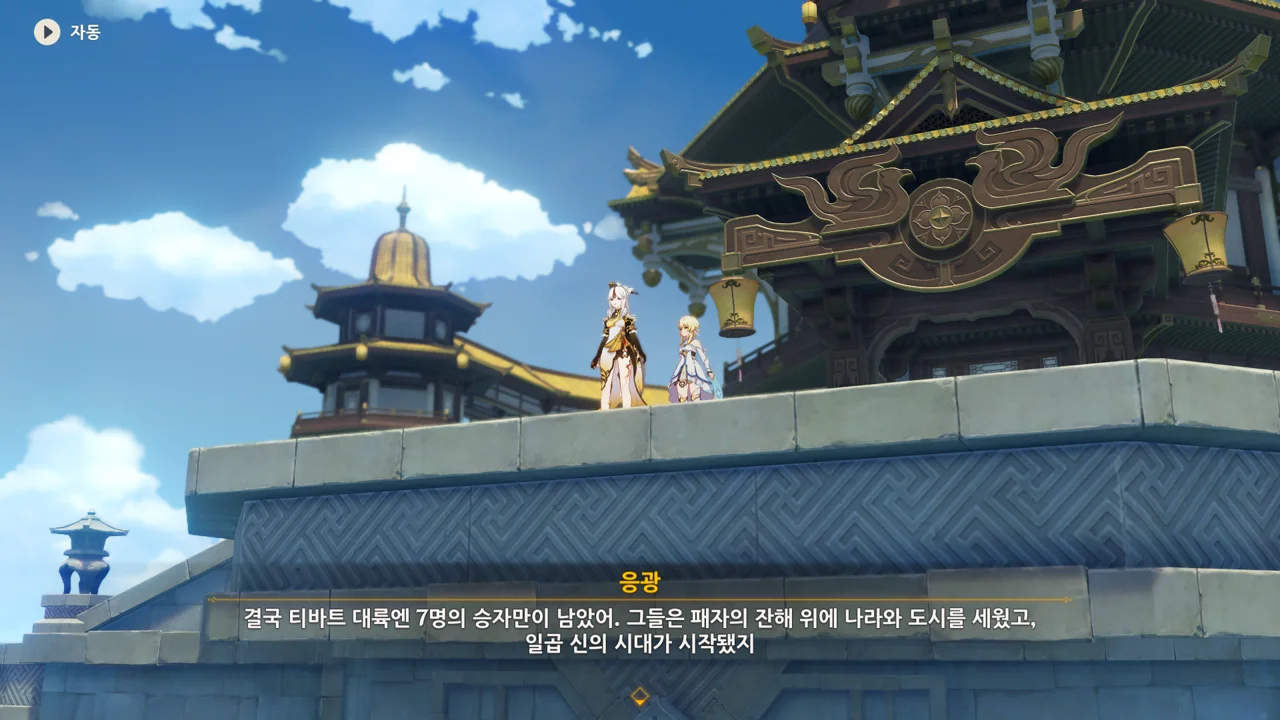 자동
응광
결국 티바트 대륙엔 7명의 승자만이 남았어. 그들은 패자의 잔해 위에 나라와 도시를 세웠고,
일곱 신의 시대가 시작됐지